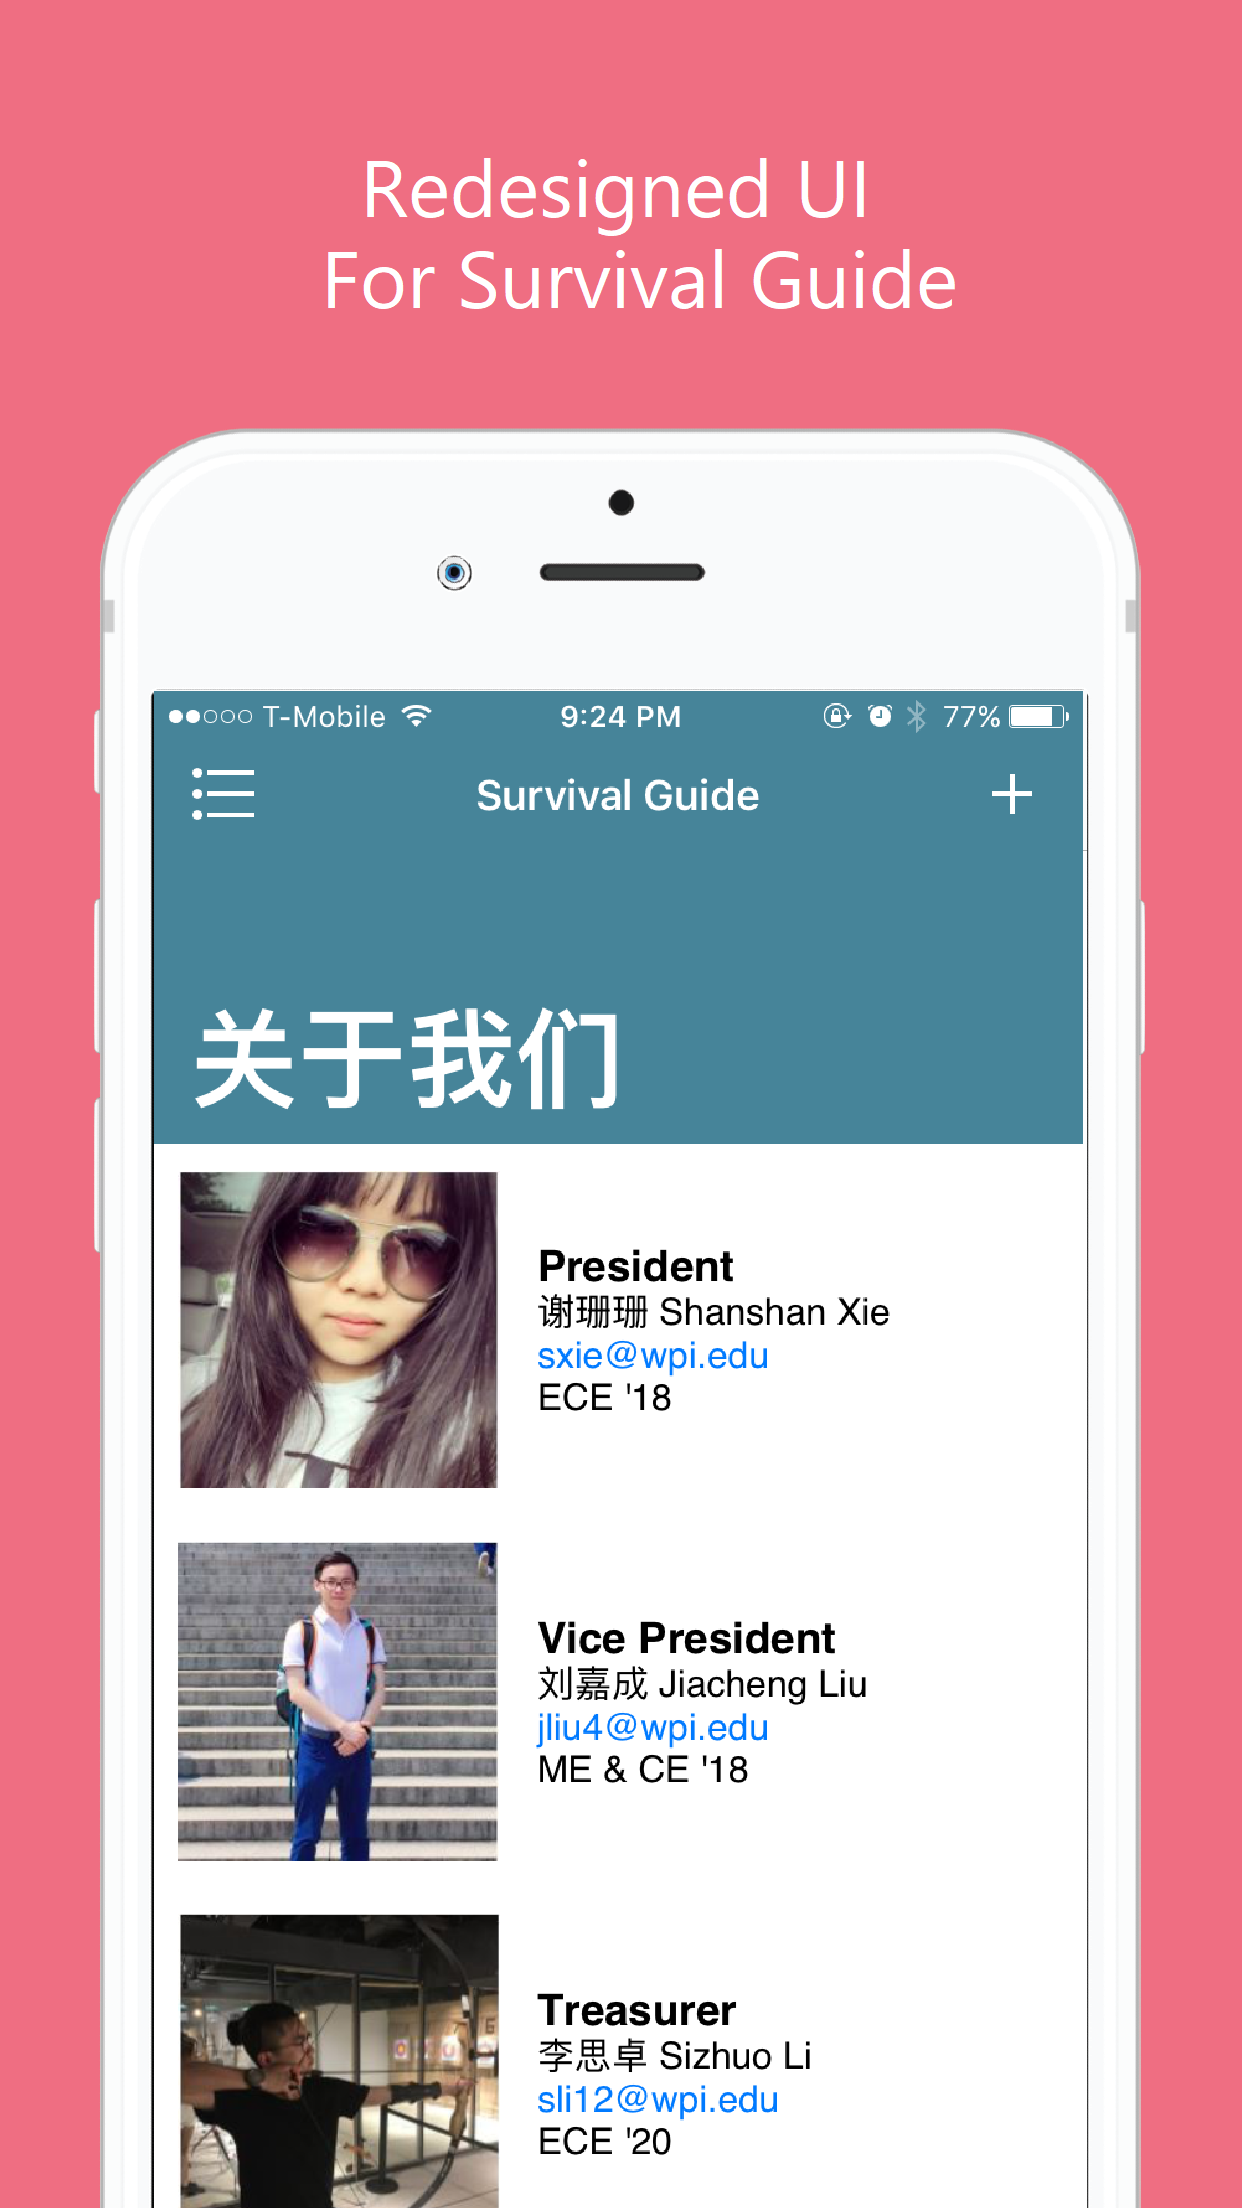 Redesigned UI
For Survival Guide
T-Mobile 9:24 PM 77%
Survival Guide
关于我们
President
谢珊珊 Shanshan Xie
sxie@wpi.edu
ECE '18
Vice President
刘嘉成 Jiacheng Liu
jliu4@wpi.edu
ME & CE '18
Treasurer
李思卓 Sizhuo Li
sli12@wpi.edu
ECE '20